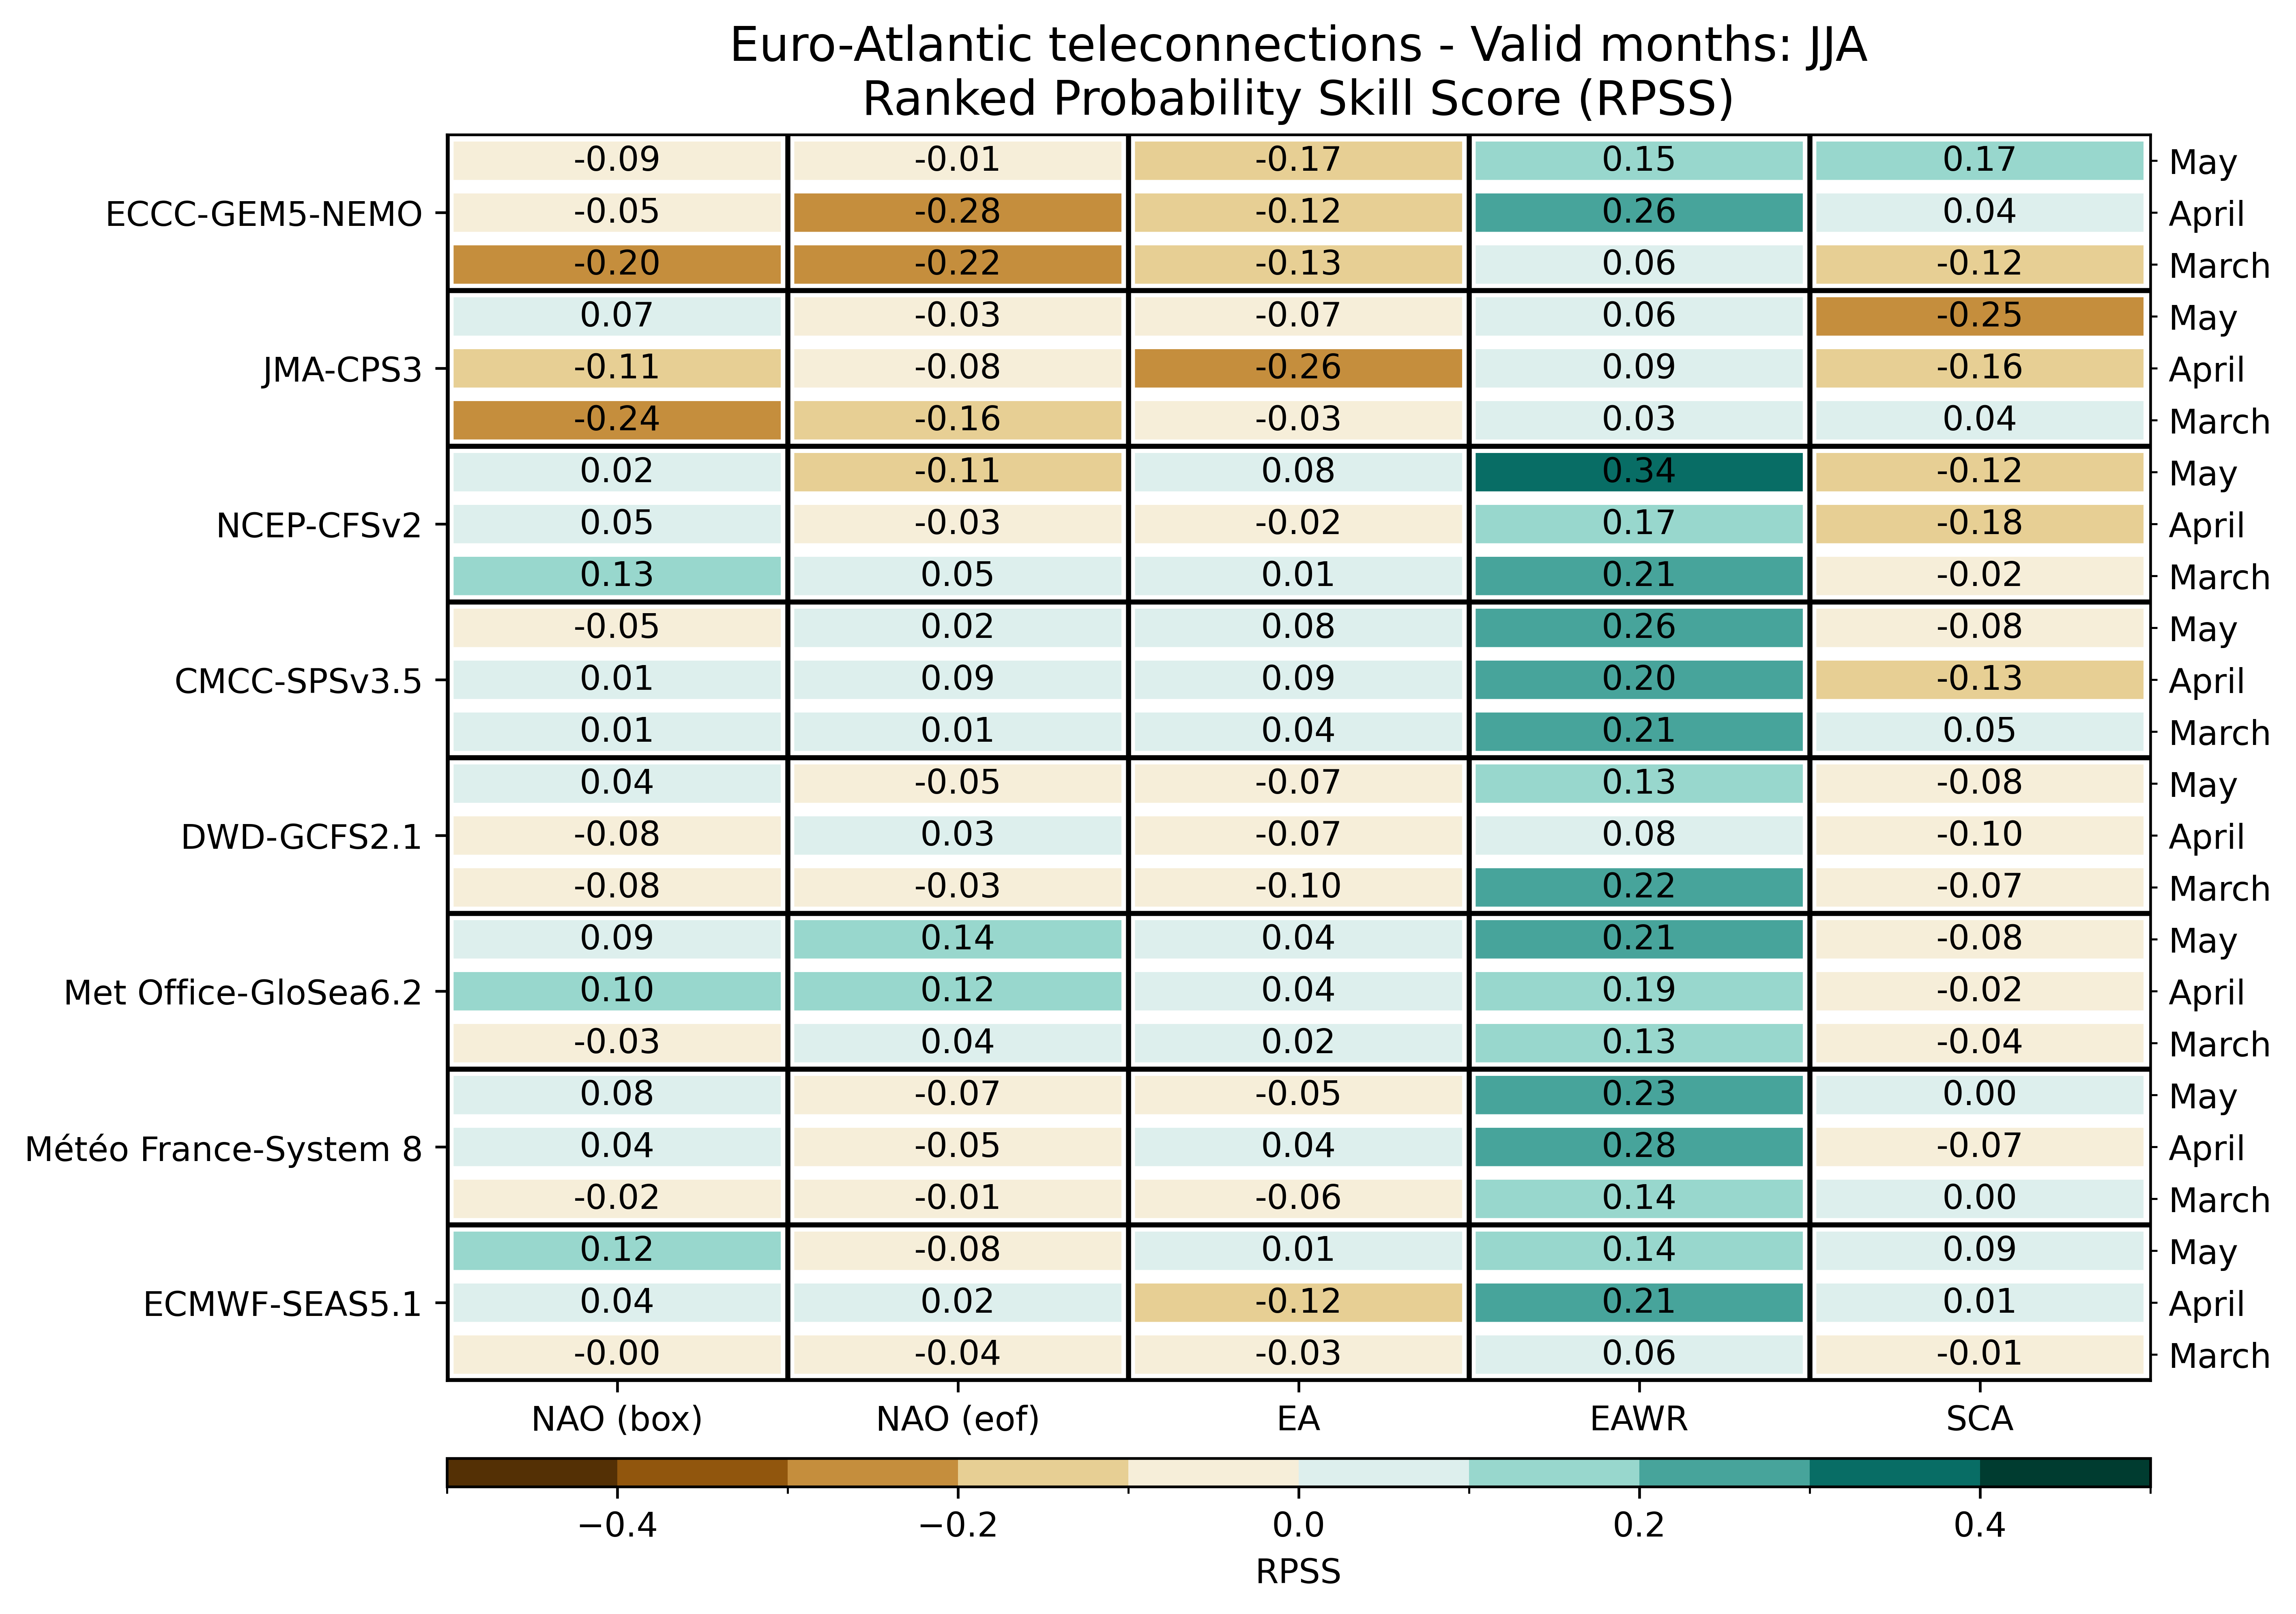 Euro-Atlantic teleconnections - Valid months: JJA
Ranked Probability Skill Score (RPSS)
-0.09 -0.01 -0.17 0.15 0.17 May
ECCC-GEM5-NEMO -0.05 -0.28 -0.12 0.26 0.04 April
-0.20 -0.22 -0.13 0.06 -0.12 March
0.07 -0.03 -0.07 0.06 -0.25 May
JMA-CPS3 -0.11 -0.08 -0.26 0.09 -0.16 April
-0.24 -0.16 -0.03 0.03 0.04 March
0.02 -0.11 0.08 0.34 -0.12 May
NCEP-CFSv2 0.05 -0.03 -0.02 0.17 -0.18 April
0.13 0.05 0.01 0.21 -0.02 March
-0.05 0.02 0.08 0.26 -0.08 May
CMCC-SPSv3.5 0.01 0.09 0.09 0.20 -0.13 April
0.01 0.01 0.04 0.21 0.05 March
0.04 -0.05 -0.07 0.13 -0.08 May
DWD-GCFS2.1 -0.08 0.03 -0.07 0.08 -0.10 April
-0.08 -0.03 -0.10 0.22 -0.07 March
0.09 0.14 0.04 0.21 -0.08 May
Met Office-GloSea6.2 0.10 0.12 0.04 0.19 -0.02 April
-0.03 0.04 0.02 0.13 -0.04 March
0.08 -0.07 -0.05 0.23 0.00 May
Météo France-System 8 0.04 -0.05 0.04 0.28 -0.07 April
-0.02 -0.01 -0.06 0.14 0.00 March
0.12 -0.08 0.01 0.14 0.09 May
ECMWF-SEAS5.1 0.04 0.02 -0.12 0.21 0.01 April
-0.00 -0.04 -0.03 0.06 -0.01 March
NAO (box) NAO (eof) EA EAWR SCA
−0.4 −0.2 0.0 0.2 0.4
RPSS